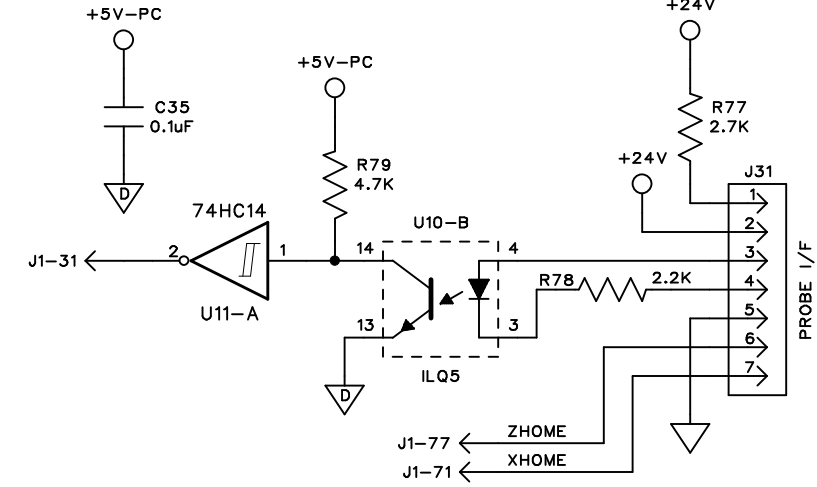 +24V
+5V-PC
+5V-PC
C35
0.1uF
R77
2.7K
+24V
R79
4.7K
J31
D
74HC14
U10-B
1
2
J1-31
2
1
14
4
3
R78
2.2K
4
U11-A
5
PROBE I/F
13
3
6
7
ILQ5
D
J1-77
ZHOME
J1-71
XHOME